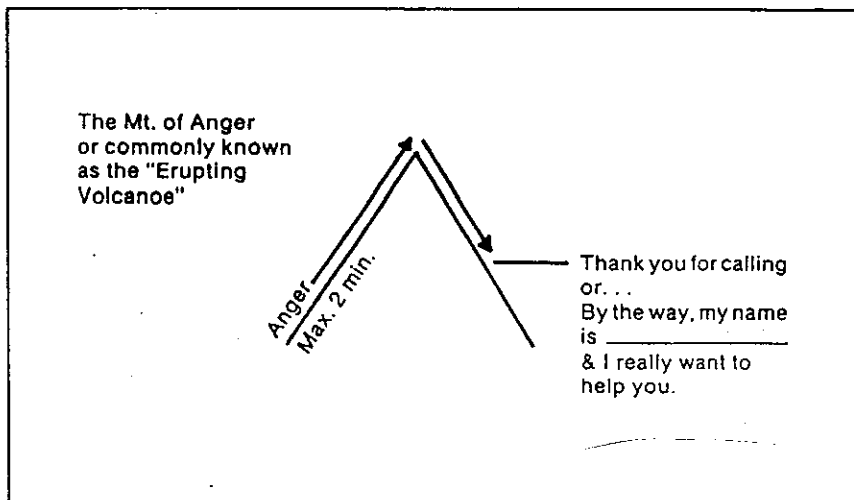 The Mt. of Anger
or commonly known
as the "Erupting
Volcanoe"
Anger
Max. 2 min.
Thank you for calling
or. . .
By the way, my name
is ____________
& I really want to
help you.